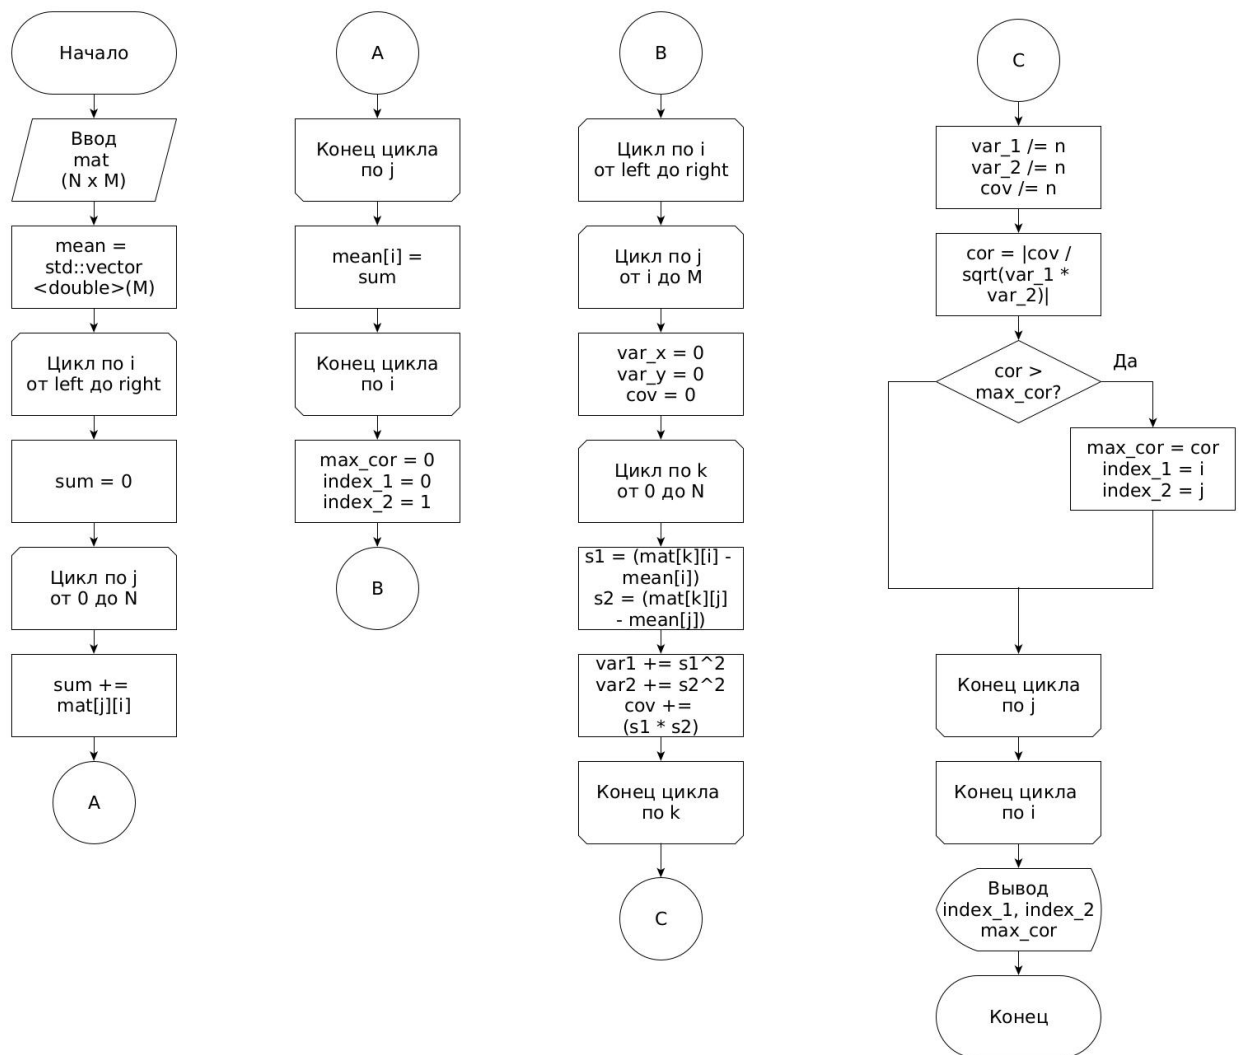 Начало
Ввод
mat
(N x M)
mean =
std::vector
<double>(M)
Цикл по i
от left до right
sum = 0
Цикл по j
от 0 до N
sum +=
mat[j][i]
A
A
Конец цикла
по j
mean[i] =
sum
Конец цикла
по i
max_cor = 0
index_1 = 0
index_2 = 1
B
B
Цикл по i
от left до right
Цикл по j
от i до M
var_x = 0
var_y = 0
cov = 0
Цикл по k
от 0 до N
s1 = (mat[k][i] -
mean[i])
s2 = (mat[k][j]
- mean[j])
var1 += s1^2
var2 += s2^2
cov +=
(s1 * s2)
Конец цикла
по k
C
C
var_1 /= n
var_2 /= n
cov /= n
cor = |cov /
sqrt(var_1 *
var_2)|
cor >
max_cor?
Да
max_cor = cor
index_1 = i
index_2 = j
Конец цикла
по j
Конец цикла
по i
Вывод
index_1, index_2
max_cor
Конец